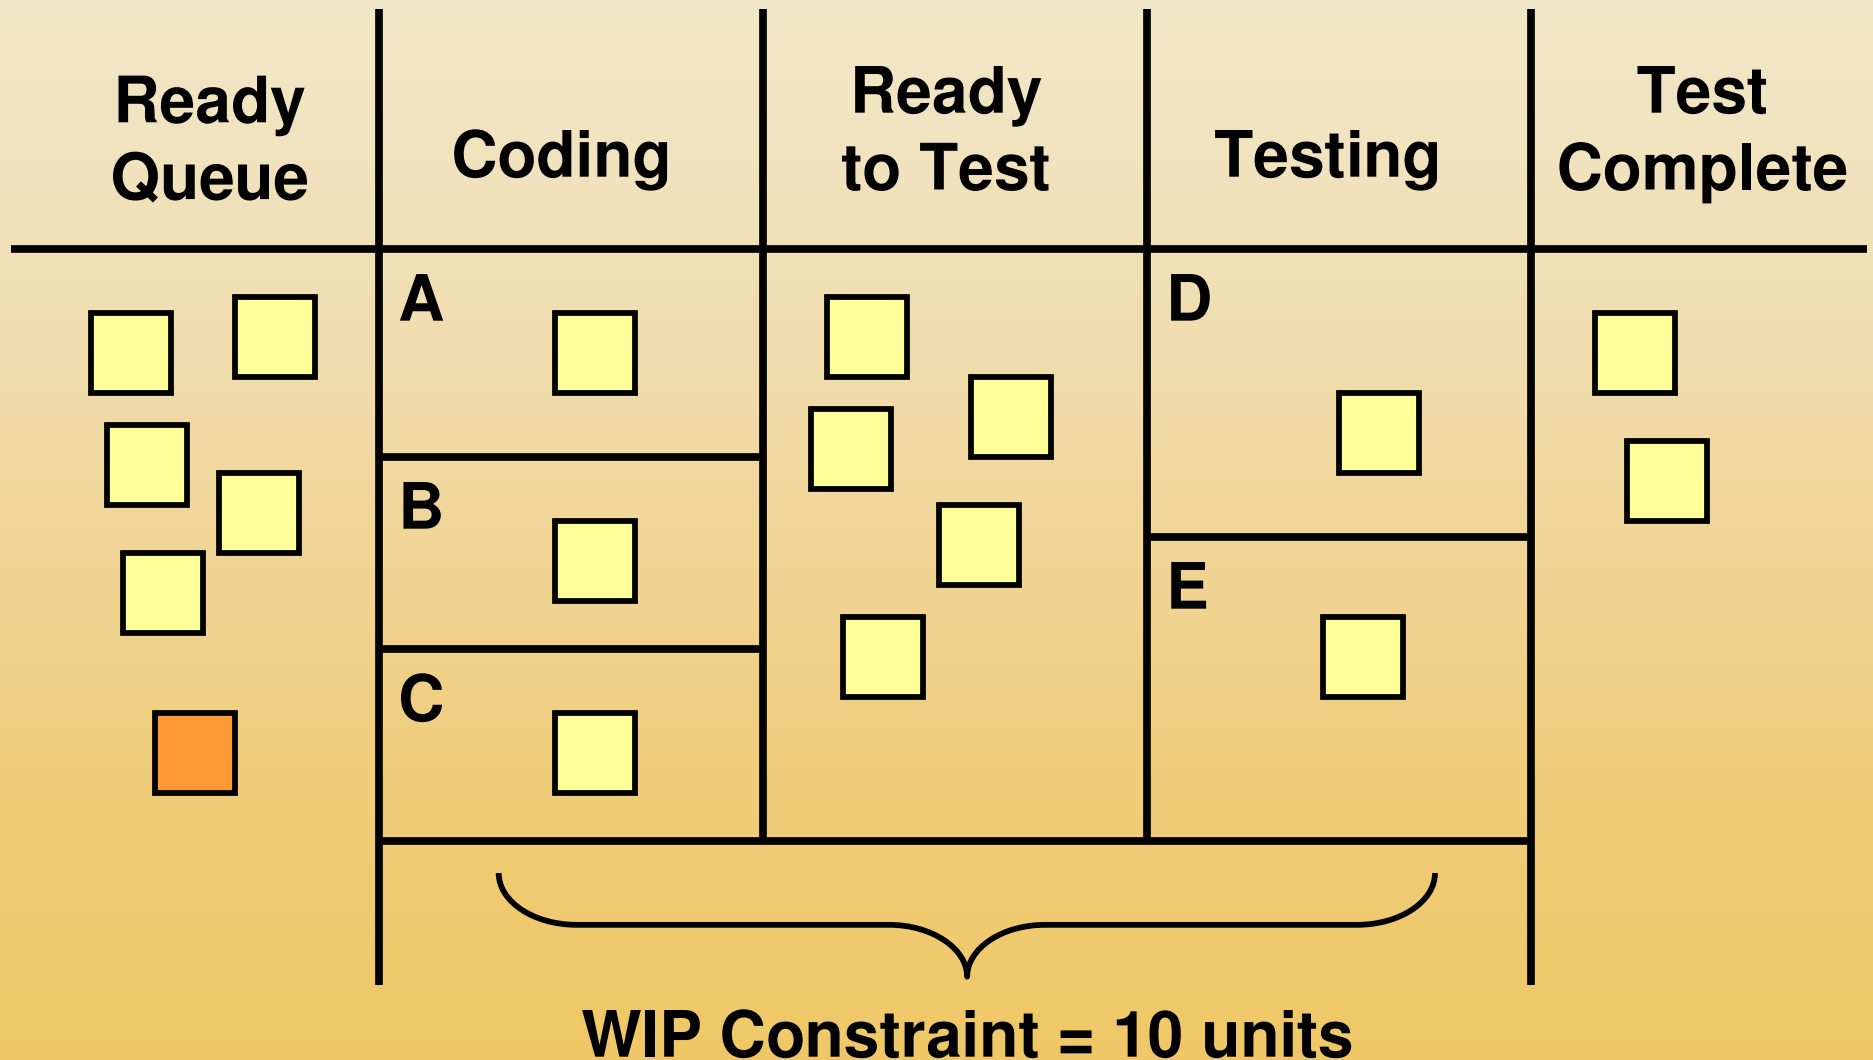 Ready
Queue
Coding
Ready
to Test
Testing
Test
Complete
A
B
C
D
E
WIP Constraint = 10 units